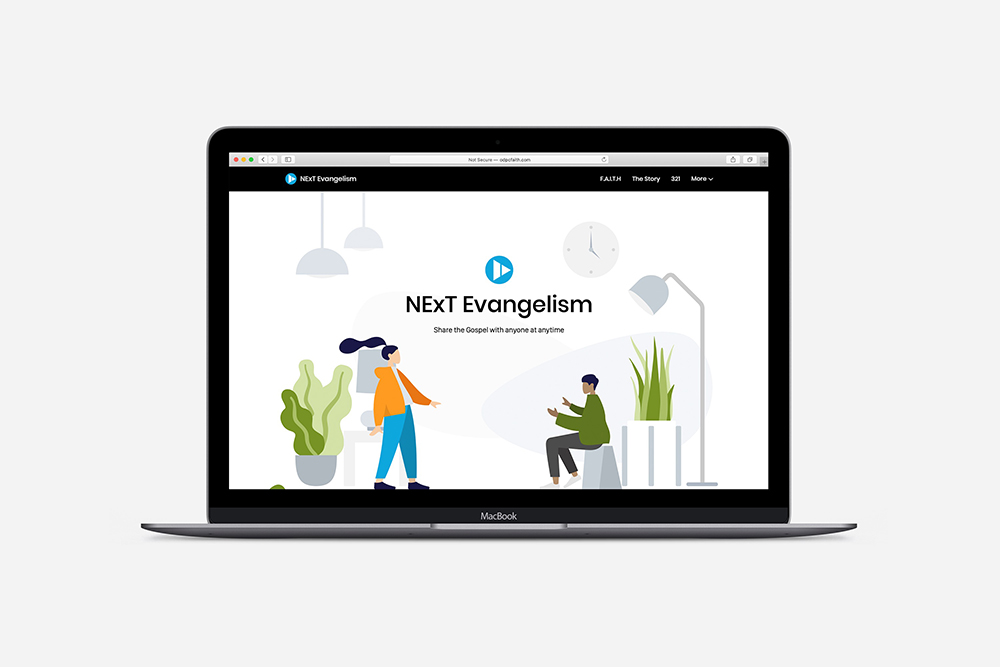 Not Secure — odpcfaith.com
NExT Evangelism
F.A.I.T.H
The Story
321
More
NExT Evangelism
Share the Gospel with anyone at anytime
MacBook